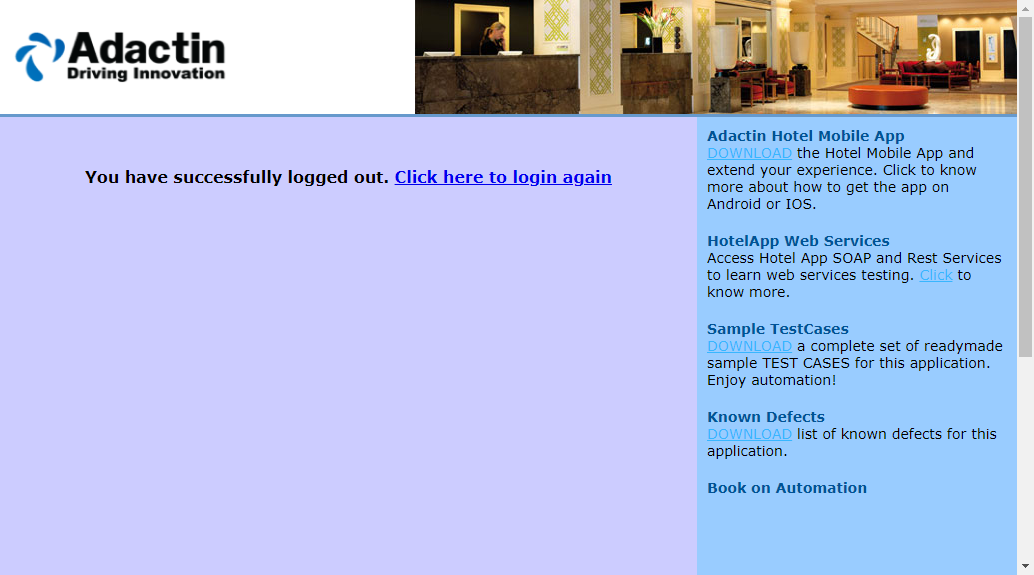 Adactin
Driving Innovation
You have successfully logged out. Click here to login again
Adactin Hotel Mobile App
DOWNLOAD the Hotel Mobile App and
extend your experience. Click to know
more about how to get the app on
Android or IOS.
HotelApp Web Services
Access Hotel App SOAP and Rest Services
to learn web services testing. Click to
know more.
Sample TestCases
DOWNLOAD a complete set of readymade
sample TEST CASES for this application.
Enjoy automation!
Known Defects
DOWNLOAD list of known defects for this
application.
Book on Automation